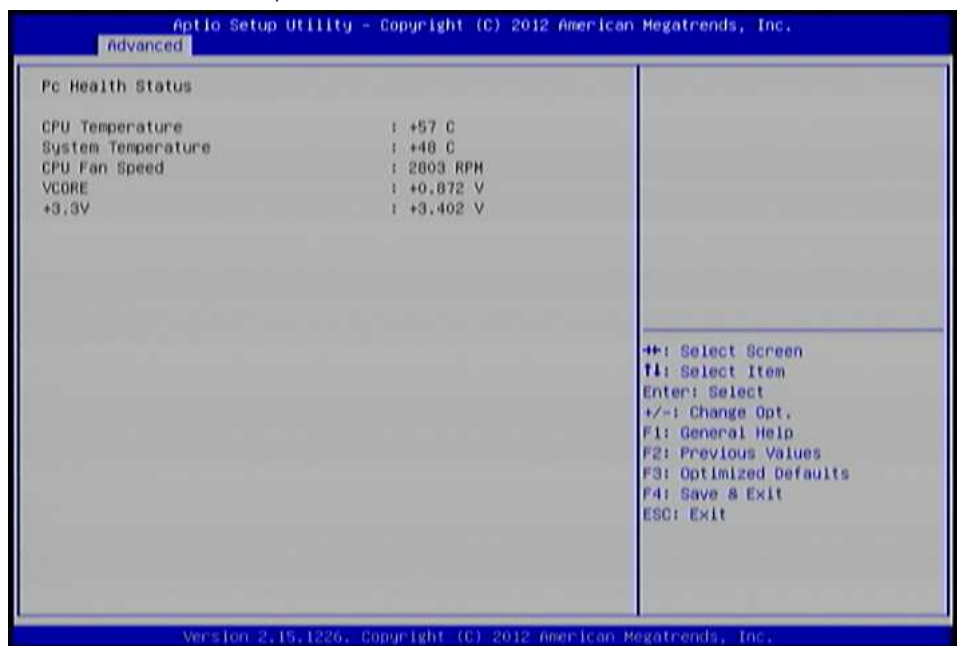 Aptio Setup Utility - Copyright (C) 2012 American Megatrends, Inc.
Advanced
Pc Health Status
CPU Temperature : +57 C
System Temperature : +48 C
CPU Fan Speed : 2803 RPM
VCORE : +0.872 V
+3.3V : +3.402 V
→←: Select Screen
↑↓: Select Item
Enter: Select
+/-: Change Opt.
F1: General Help
F2: Previous Values
F3: Optimized Defaults
F4: Save & Exit
ESC: Exit
Version 2.15.1226. Copyright (C) 2012 American Megatrends, Inc.